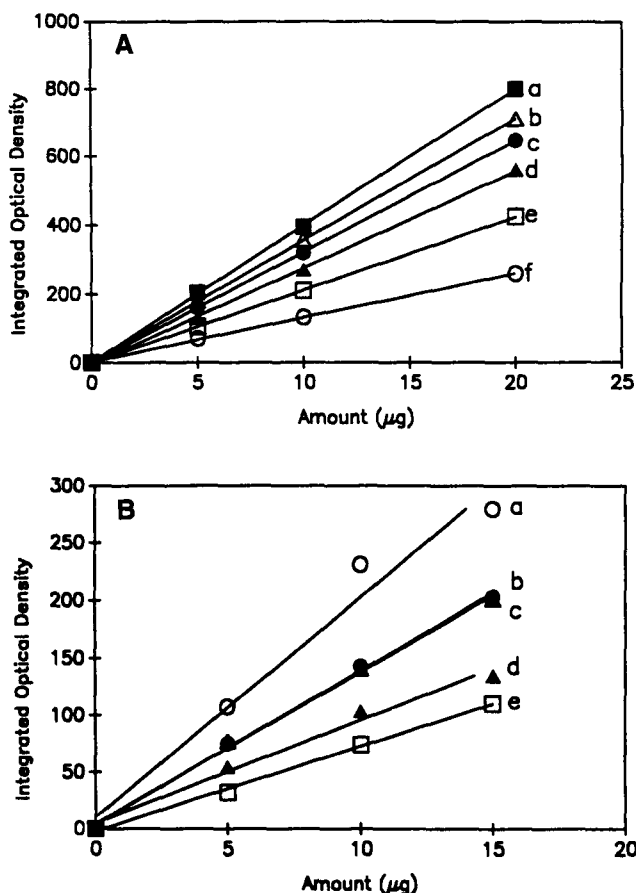 A
Integrated Optical Density
1000
800
600
400
200
0
a
b
c
d
e
f
0 5 10 15 20 25
Amount (μg)
B
Integrated Optical Density
300
250
200
150
100
50
0
a
b
c
d
e
0 5 10 15 20
Amount (μg)